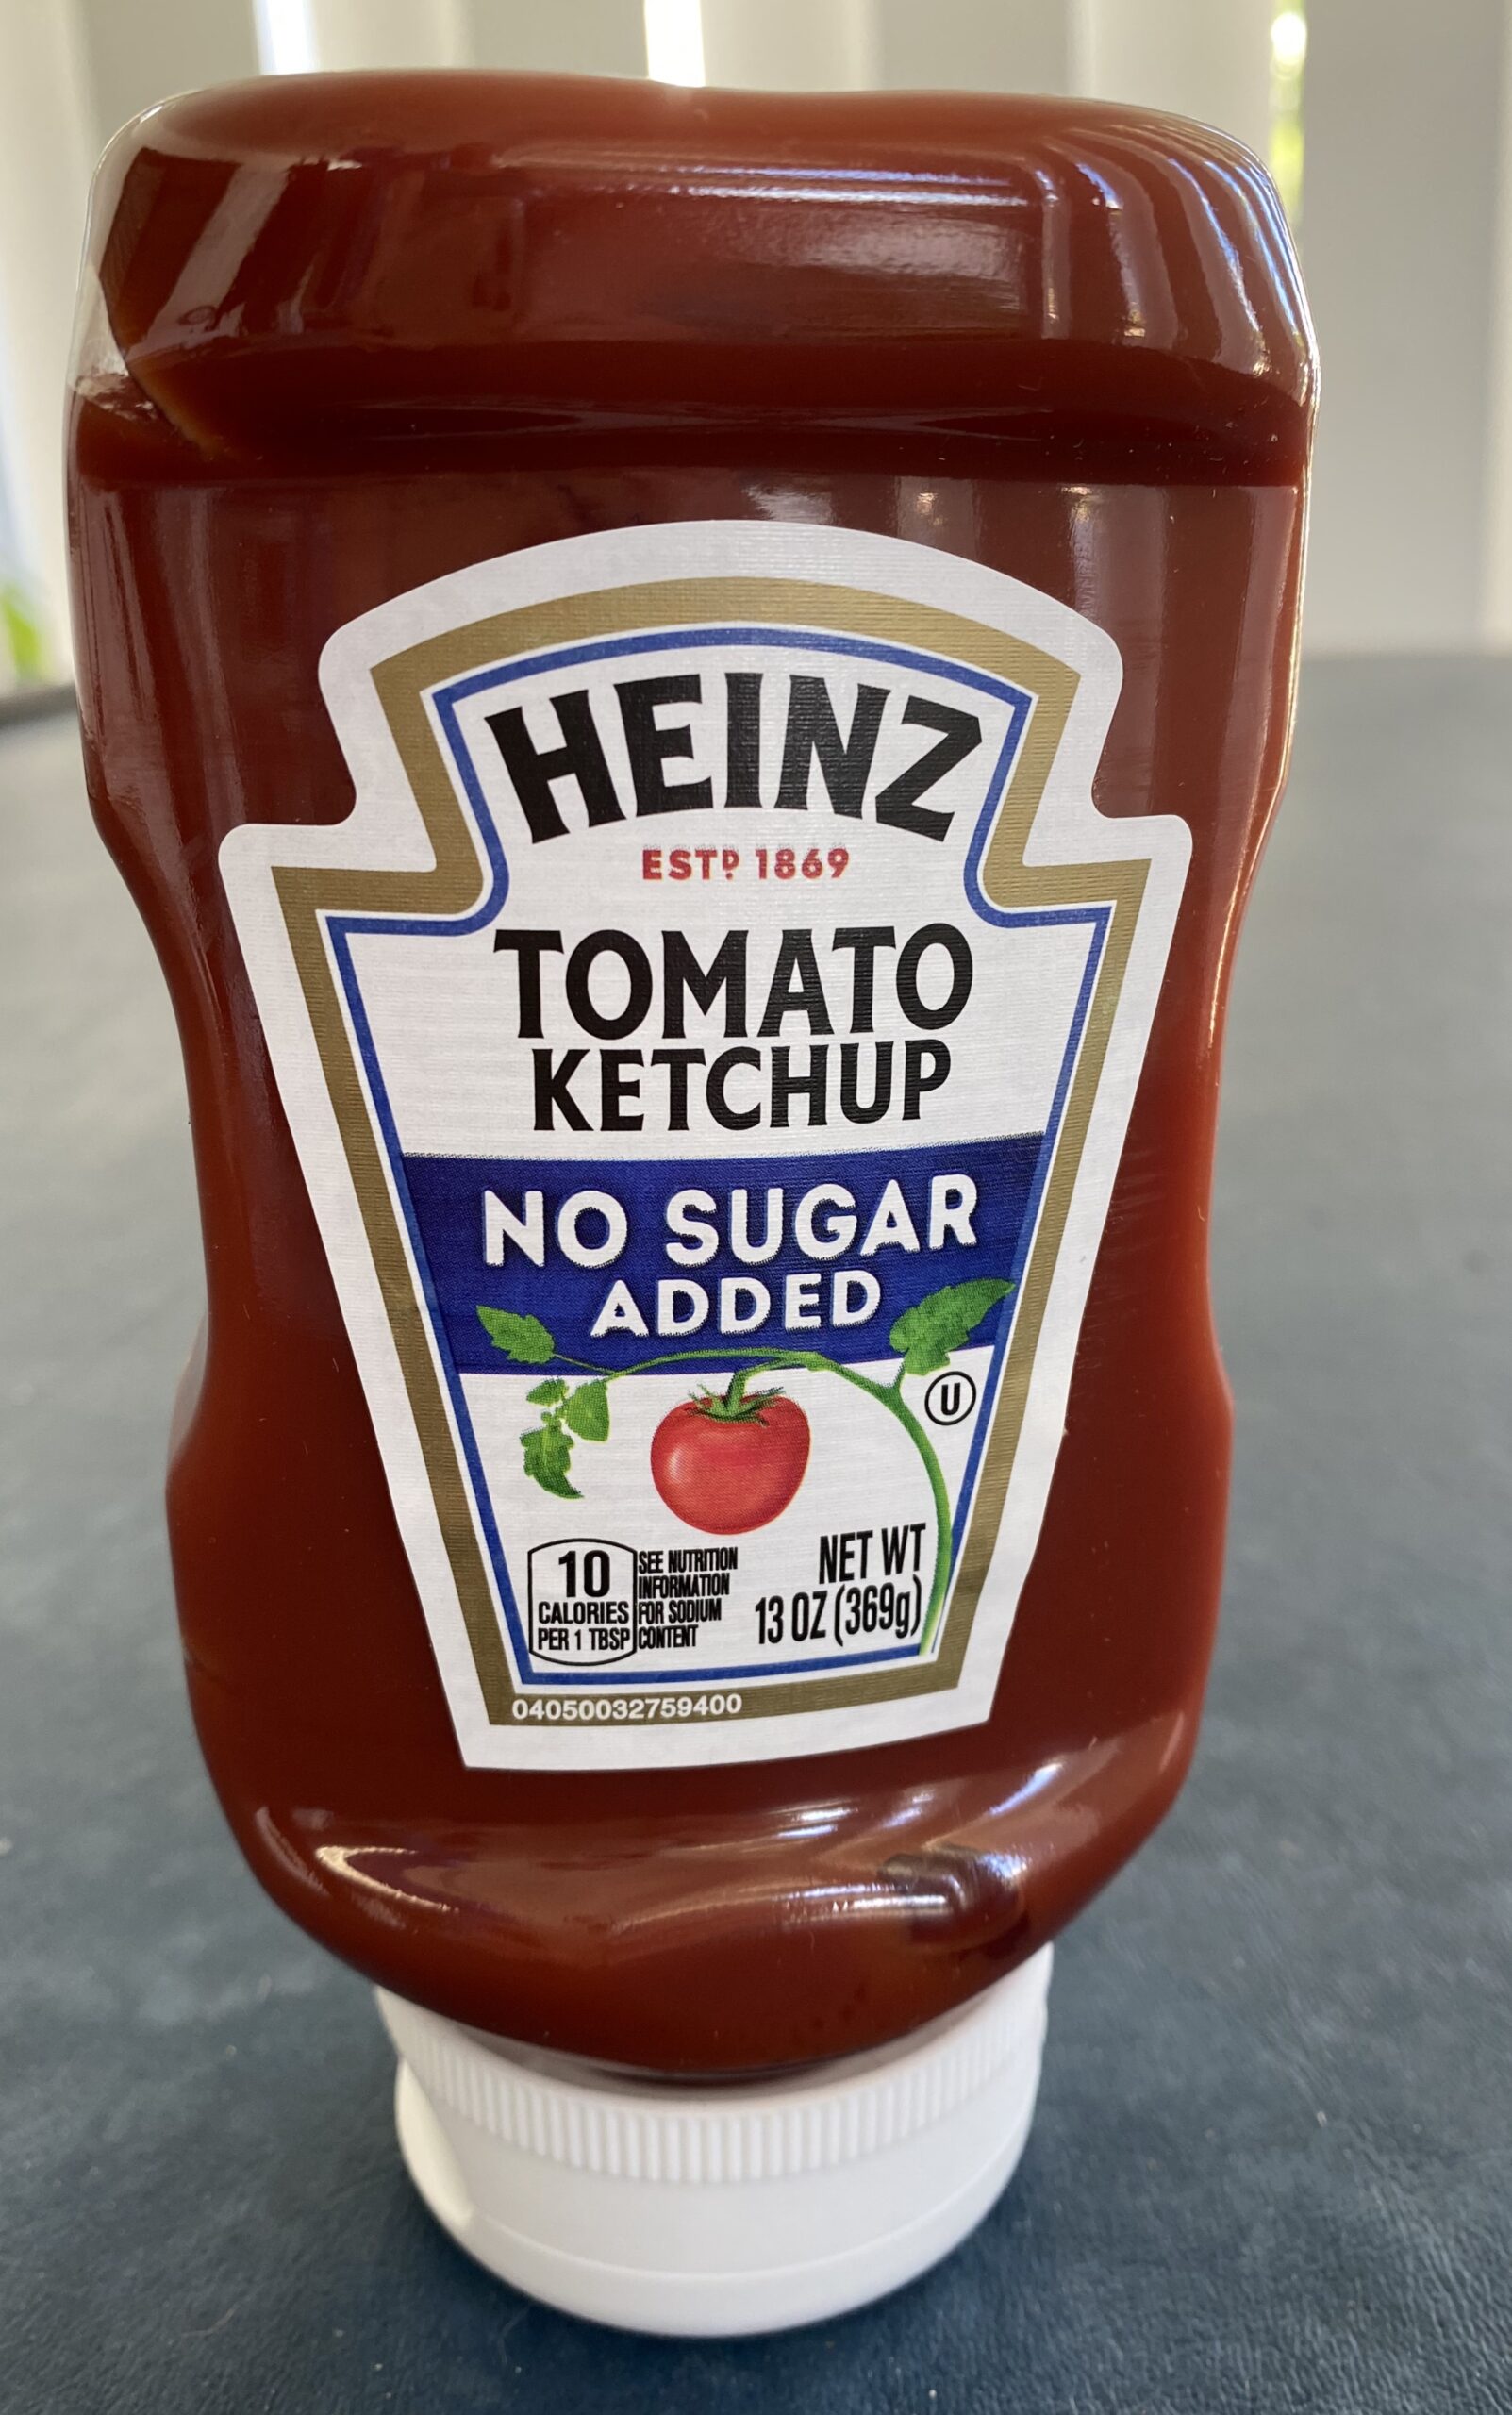 HEINZ
ESTD 1869
TOMATO
KETCHUP
NO SUGAR
ADDED
U
10
CALORIES
PER 1 TBSP
SEE NUTRITION
INFORMATION
FOR SODIUM
CONTENT
NET WT
13 OZ (369g)
04050032759400